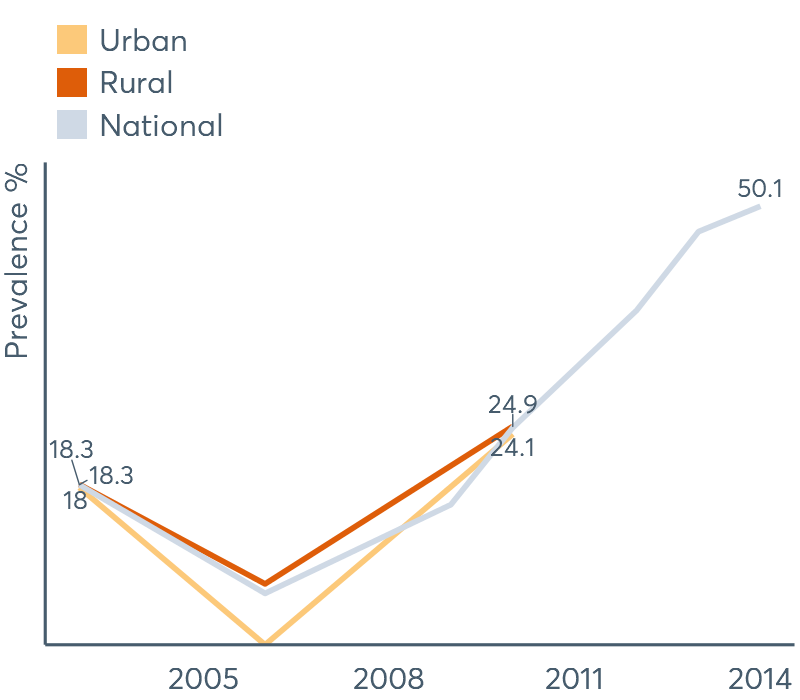 Urban
Rural
National
Prevalence %
50.1
24.9
24.1
18.3
18.3
18
2005
2008
2011
2014